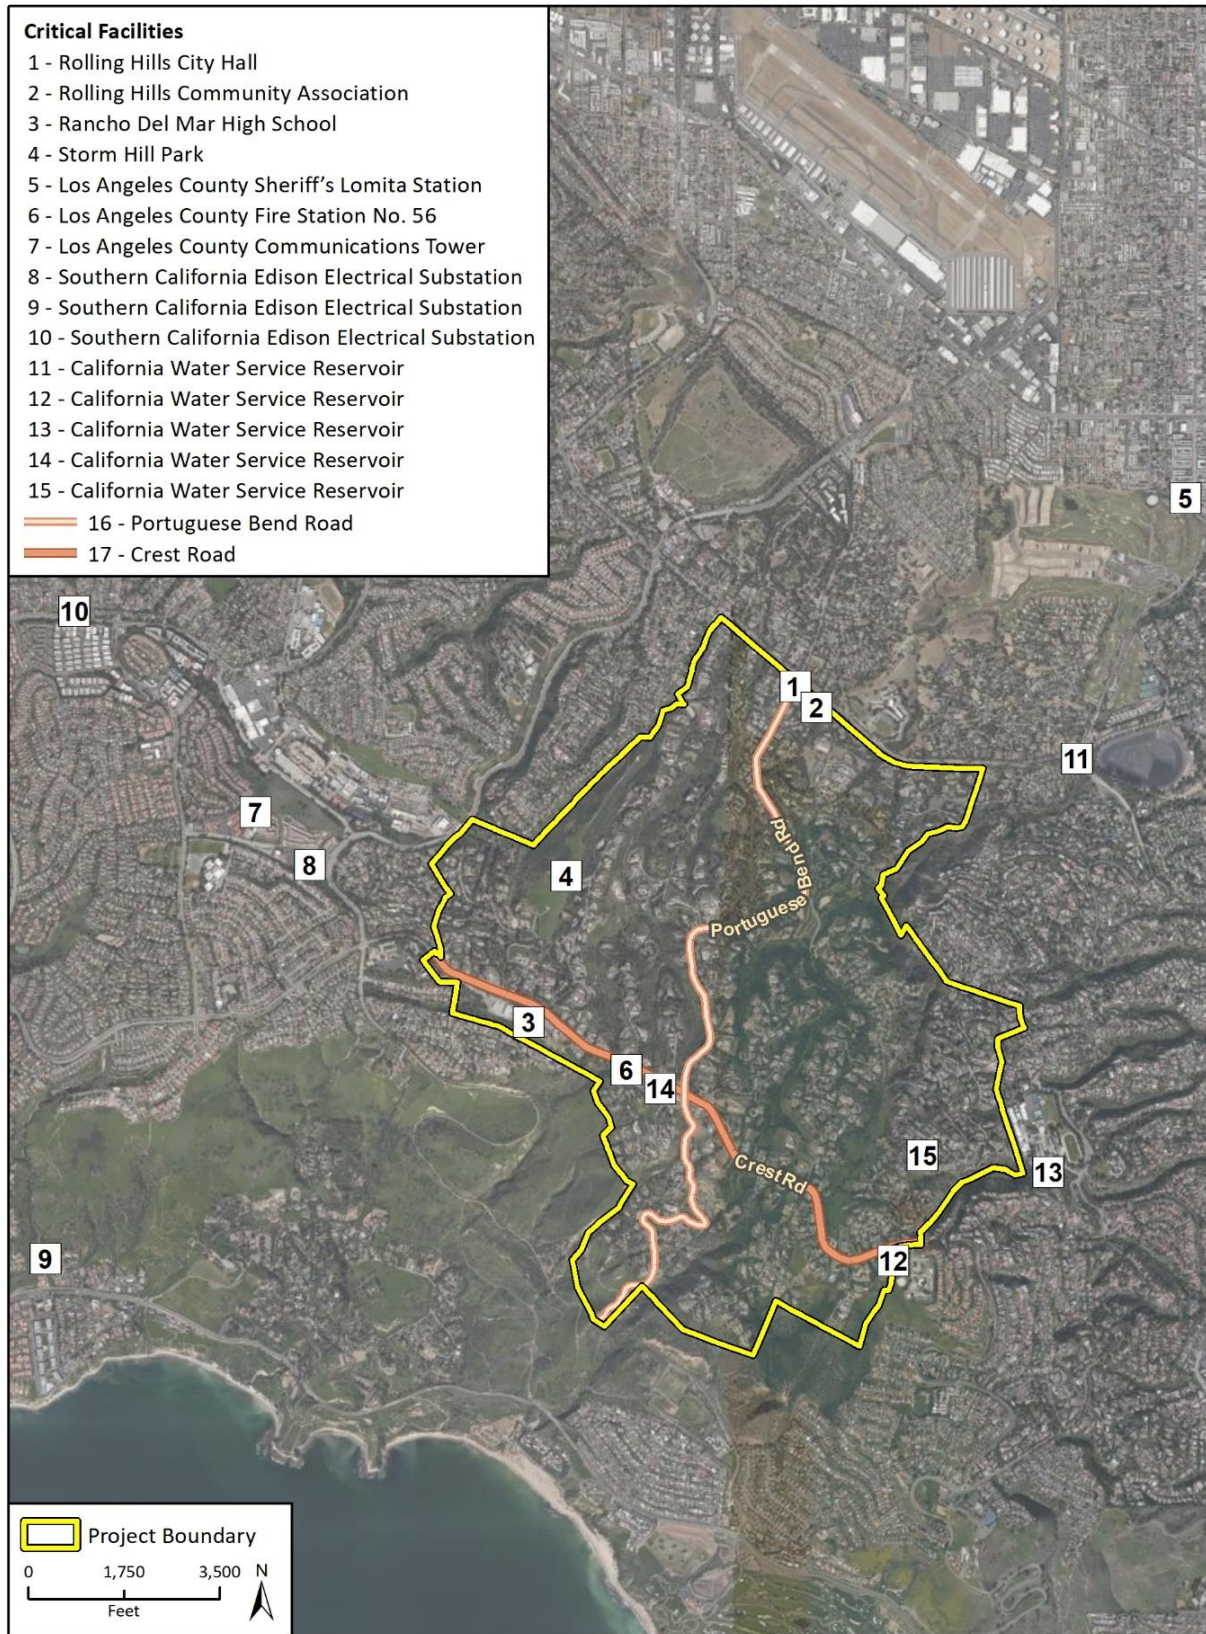 Critical Facilities
1 - Rolling Hills City Hall
2 - Rolling Hills Community Association
3 - Rancho Del Mar High School
4 - Storm Hill Park
5 - Los Angeles County Sheriff's Lomita Station
6 - Los Angeles County Fire Station No. 56
7 - Los Angeles County Communications Tower
8 - Southern California Edison Electrical Substation
9 - Southern California Edison Electrical Substation
10 - Southern California Edison Electrical Substation
11 - California Water Service Reservoir
12 - California Water Service Reservoir
13 - California Water Service Reservoir
14 - California Water Service Reservoir
15 - California Water Service Reservoir
16 - Portuguese Bend Road
17 - Crest Road
5
10
1
2
11
7
8
4
Portuguese Bend Rd
3
6
14
Crest Rd
15
13
9
12
Project Boundary
0 1,750 3,500 N
Feet